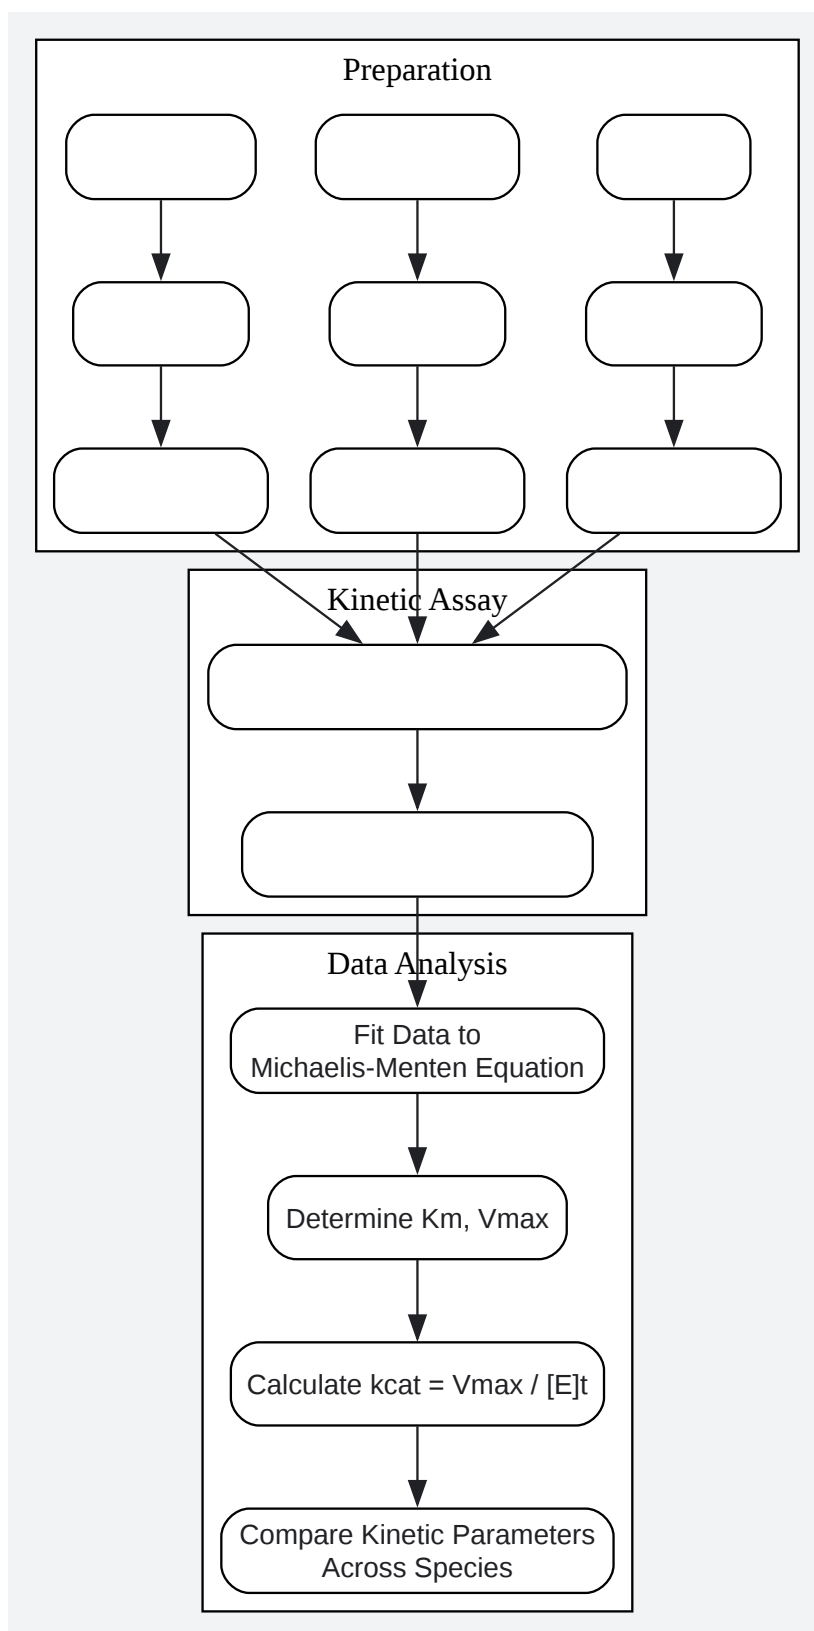 Preparation
Kinetic Assay
Data Analysis
Fit Data to
Michaelis-Menten Equation
Determine Km, Vmax
Calculate kcat = Vmax / [E]t
Compare Kinetic Parameters
Across Species